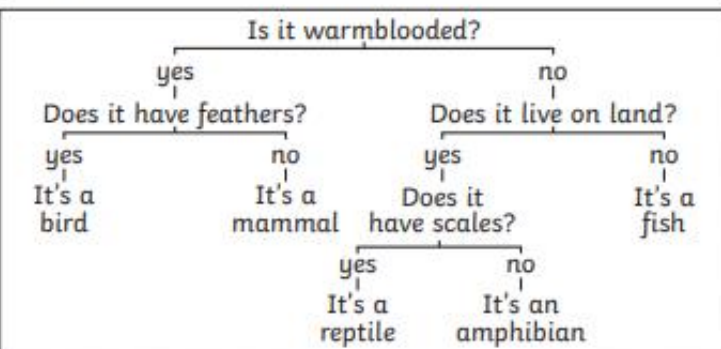 Is it warmblooded?
yes
no
Does it have feathers?
Does it live on land?
yes
no
yes
no
It's a
bird
It's a
mammal
Does it
have scales?
It's a
fish
yes
no
It's a
reptile
It's an
amphibian